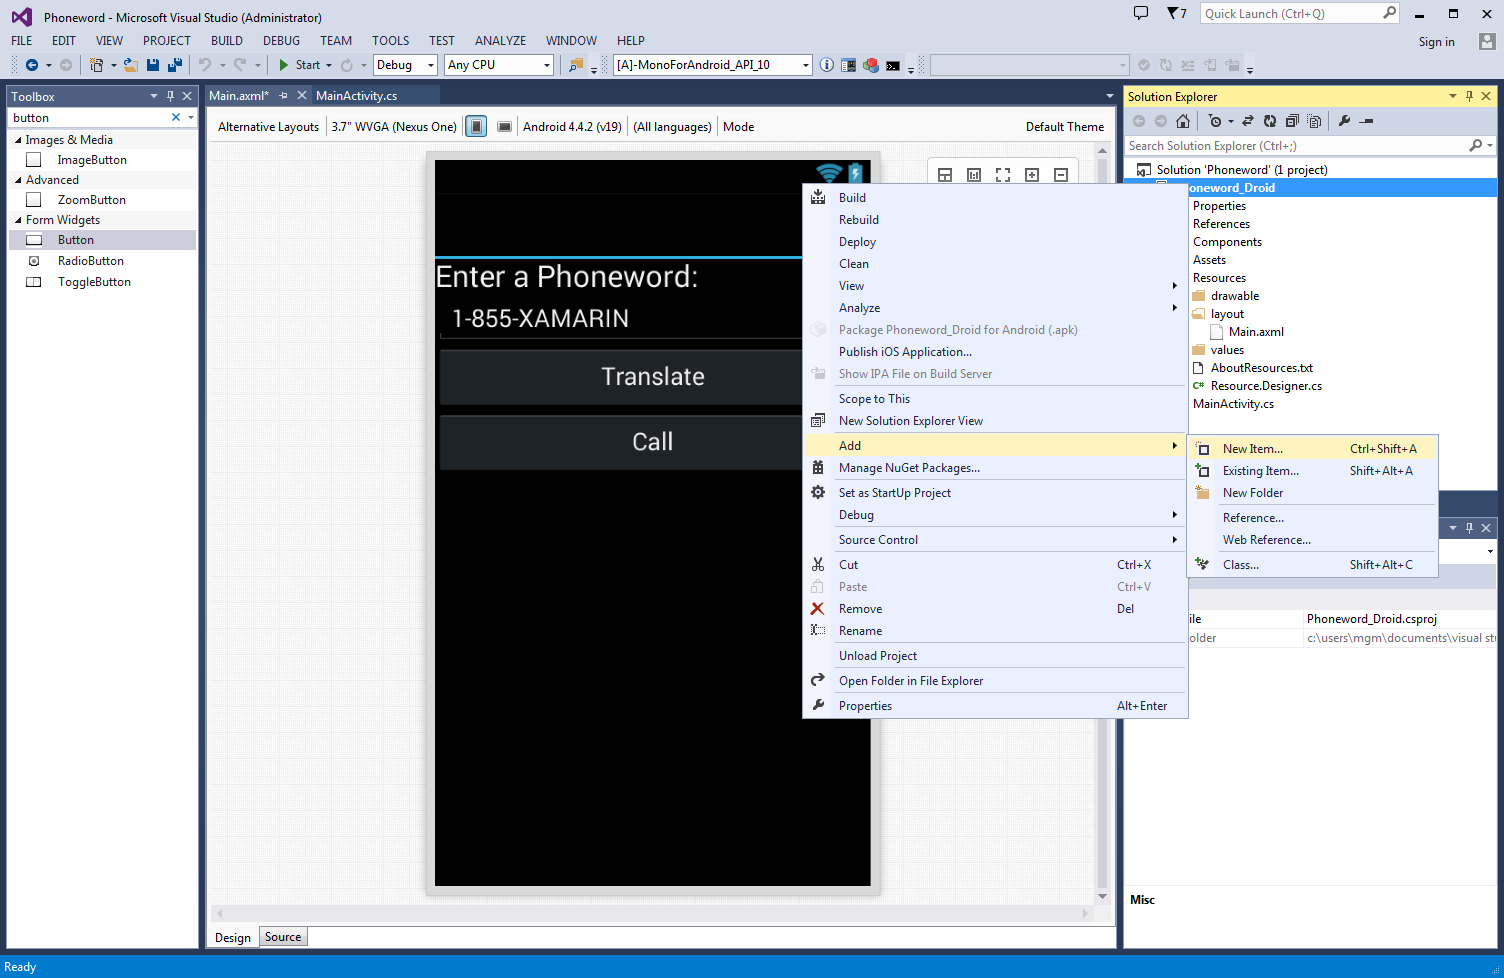 Phoneword - Microsoft Visual Studio (Administrator)
7
Quick Launch (Ctrl+Q)
FILE EDIT VIEW PROJECT BUILD DEBUG TEAM TOOLS TEST ANALYZE WINDOW HELP
Sign in
Start
Debug
Any CPU
[A]-MonoForAndroid_API_10
Toolbox
button
Images & Media
ImageButton
Advanced
ZoomButton
Form Widgets
Button
RadioButton
ToggleButton
Main.axml*
MainActivity.cs
Alternative Layouts
3.7" WVGA (Nexus One)
Android 4.4.2 (v19)
(All languages)
Mode
Default Theme
Enter a Phoneword:
1-855-XAMARIN
Translate
Call
Design
Source
Build
Rebuild
Deploy
Clean
View
Analyze
Package Phoneword_Droid for Android (.apk)
Publish iOS Application...
Show IPA File on Build Server
Scope to This
New Solution Explorer View
Add
Manage NuGet Packages...
Set as StartUp Project
Debug
Source Control
Cut Ctrl+X
Paste Ctrl+V
Remove Del
Rename
Unload Project
Open Folder in File Explorer
Properties Alt+Enter
New Item... Ctrl+Shift+A
Existing Item... Shift+Alt+A
New Folder
Reference...
Web Reference...
Class... Shift+Alt+C
Solution Explorer
Search Solution Explorer (Ctrl+;)
Solution 'Phoneword' (1 project)
oneword_Droid
Properties
References
Components
Assets
Resources
drawable
layout
Main.axml
values
AboutResources.txt
Resource.Designer.cs
MainActivity.cs
ile Phoneword_Droid.csproj
older c:\users\mgm\documents\visual stu
Misc
Ready